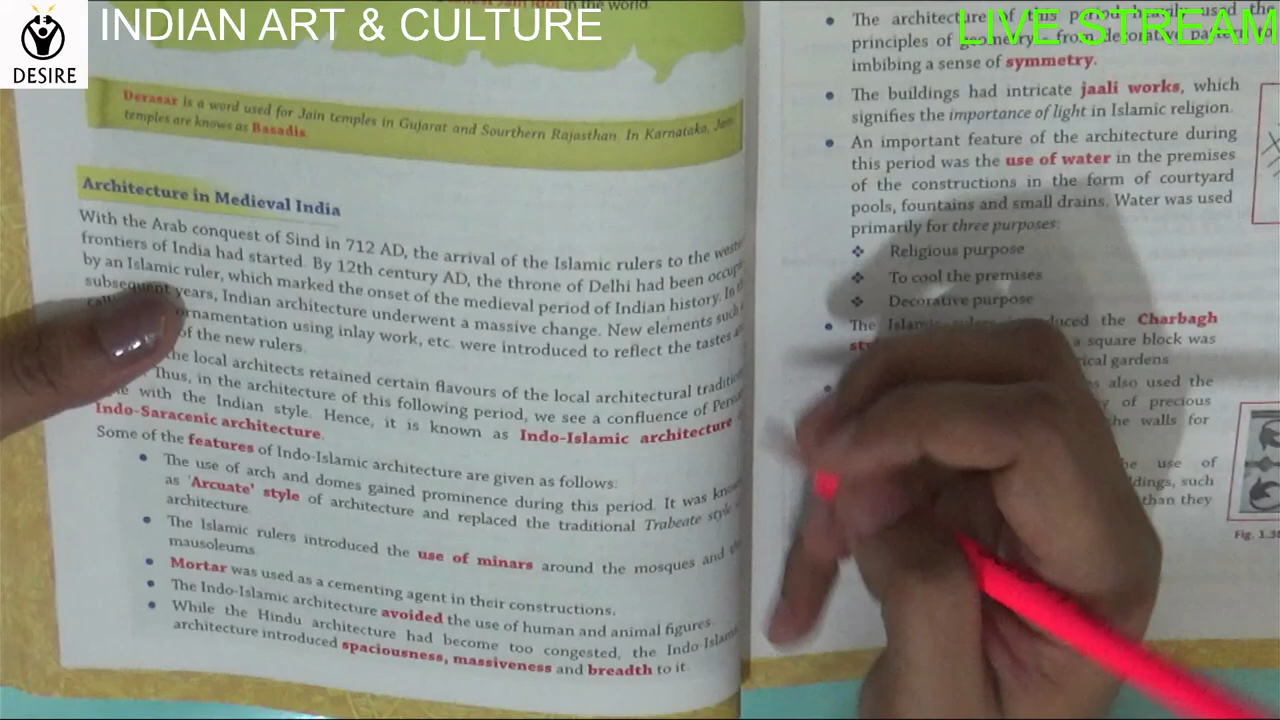 INDIAN ART & CULTURE
LIVE STREAM
DESIRE
in the world.
Derasar is a word used for Jain temples in Gujarat and Sourthern Rajasthan. In Karnataka, Jain
temples are knows as Basadis.
Architecture in Medieval India
With the Arab conquest of Sind in 712 AD, the arrival of the Islamic rulers to the
frontiers of India had started. By 12th century AD, the throne of Delhi had been
by an Islamic ruler, which marked the onset of the medieval period of Indian history. In
subsequent years, Indian architecture underwent a massive change. New elements such
ornamentation using inlay work, etc. were introduced to reflect the tastes
of the new rulers.
the local architects retained certain flavours of the local architectural
Thus, in the architecture of this following period, we see a confluence of
with the Indian style. Hence, it is known as Indo-Islamic architecture
Indo-Saracenic architecture.
Some of the features of Indo-Islamic architecture are given as follows:
• The use of arch and domes gained prominence during this period. It was
as 'Arcuate' style of architecture and replaced the traditional Trabeate style
architecture.
• The Islamic rulers introduced the use of minars around the mosques and
mausoleums.
• Mortar was used as a cementing agent in their constructions.
• The Indo-Islamic architecture avoided the use of human and animal figures.
• While the Hindu architecture had become too congested, the Indo-Islamic
architecture introduced spaciousness, massiveness and breadth to it.
• The architecture of this period heavily used the
principles of geometry– from decorative patterns to
imbibing a sense of symmetry.
• The buildings had intricate jaali works, which
signifies the importance of light in Islamic religion.
• An important feature of the architecture during
this period was the use of water in the premises
of the constructions in the form of courtyard
pools, fountains and small drains. Water was used
primarily for three purposes:
❖ Religious purpose
❖ To cool the premises
❖ Decorative purpose
• The Islamic rulers introduced the Charbagh
a square block was
gardens
also used the
of precious
the walls for
use of
such
than they